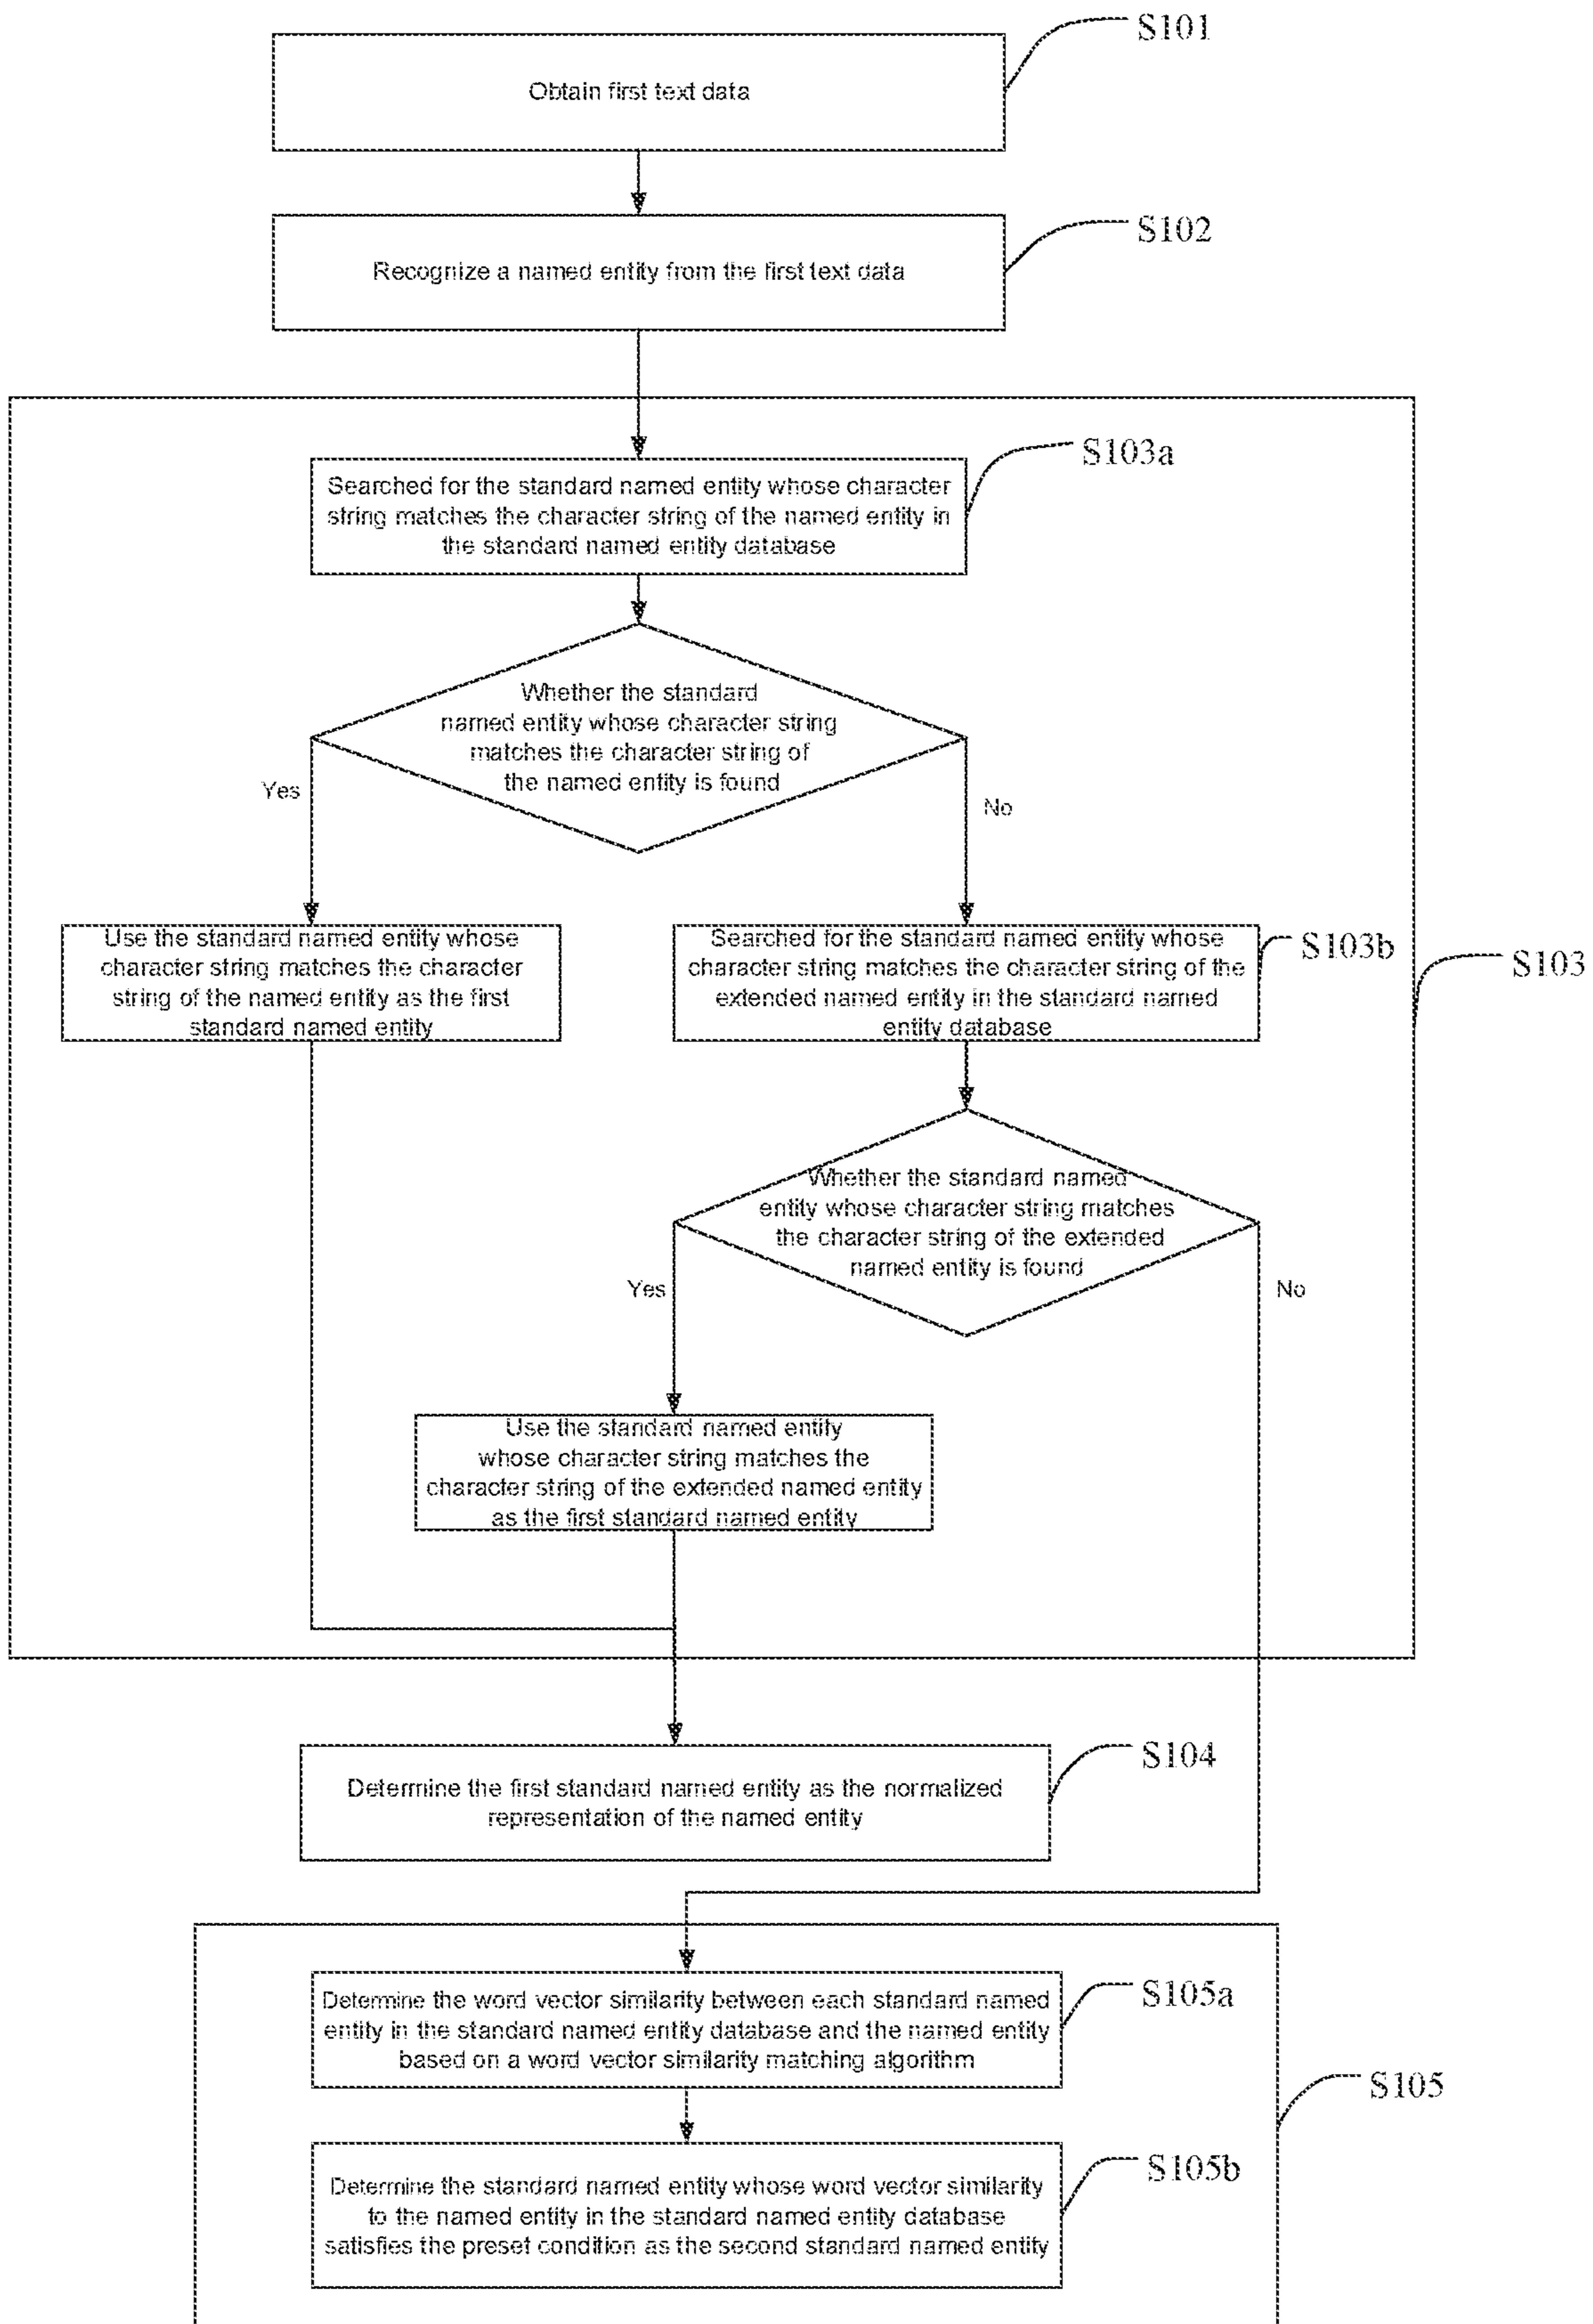 S101
Obtain first text data
S102
Recognize a named entity from the first text data
S103a
Searched for the standard named entity whose character
string matches the character string of the named entity in
the standard named entity database
Whether the standard
named entity whose character string
matches the character string of
the named entity is found
Yes
No
Use the standard named entity whose
character string matches the character
string of the named entity as the first
standard named entity
Searched for the standard named entity whose
character string matches the character string of the
extended named entity in the standard named
entity database
S103b
S103
Whether the standard named
entity whose character string matches
the character string of the extended
named entity is found
Yes
No
Use the standard named entity
whose character string matches the
character string of the extended named entity
as the first standard named entity
S104
Determine the first standard named entity as the normalized
representation of the named entity
S105a
Determine the word vector similarity between each standard named
entity in the standard named entity database and the named entity
based on a word vector similarity matching algorithm
S105
S105b
Determine the standard named entity whose word vector similarity
to the named entity in the standard named entity database
satisfies the preset condition as the second standard named entity